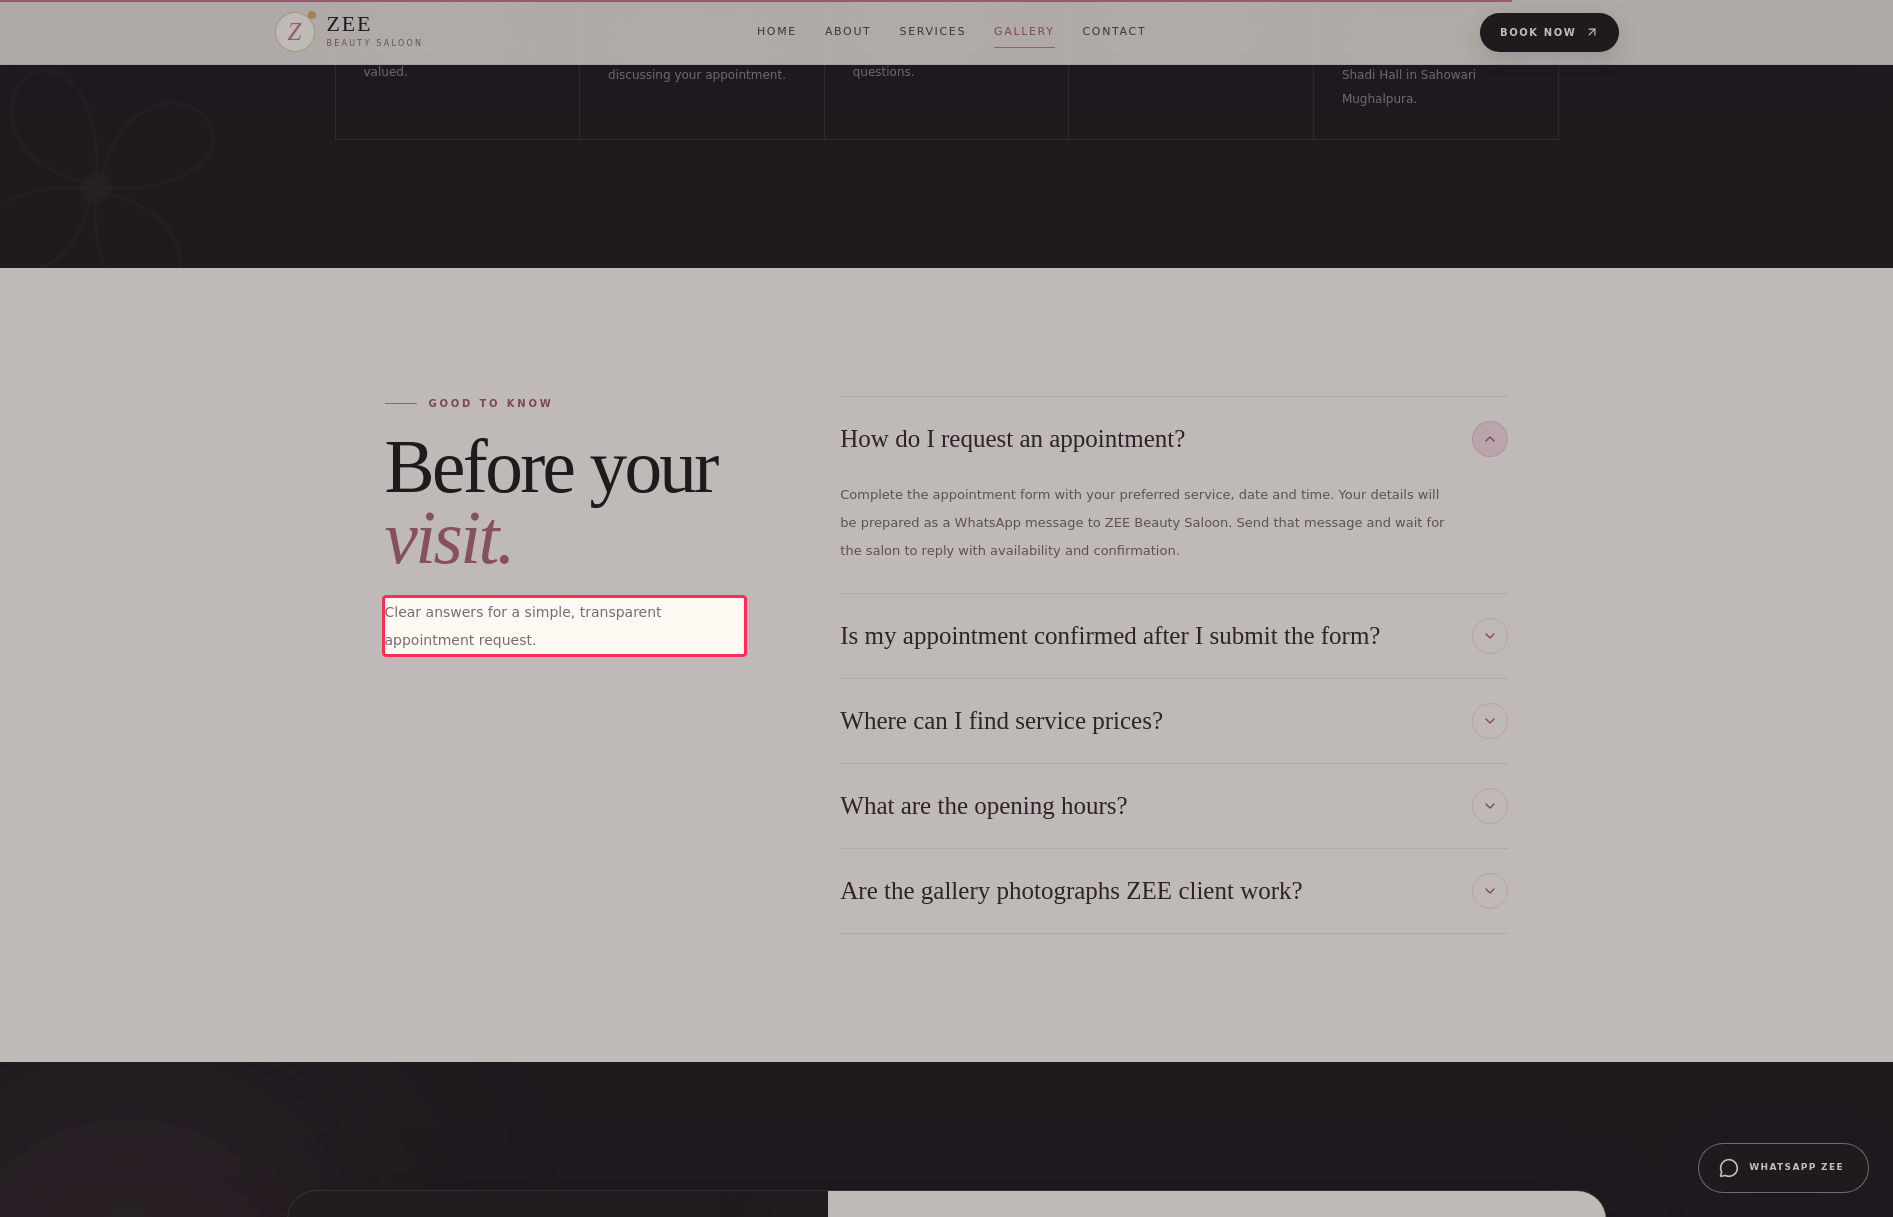 Z
ZEE
BEAUTY SALOON
HOME
ABOUT
SERVICES
GALLERY
CONTACT
BOOK NOW
valued.
discussing your appointment.
questions.
Shadi Hall in Sahowari
Mughalpura.
GOOD TO KNOW
Before your
visit.
Clear answers for a simple, transparent
appointment request.
How do I request an appointment?
Complete the appointment form with your preferred service, date and time. Your details will
be prepared as a WhatsApp message to ZEE Beauty Saloon. Send that message and wait for
the salon to reply with availability and confirmation.
Is my appointment confirmed after I submit the form?
Where can I find service prices?
What are the opening hours?
Are the gallery photographs ZEE client work?
WHATSAPP ZEE